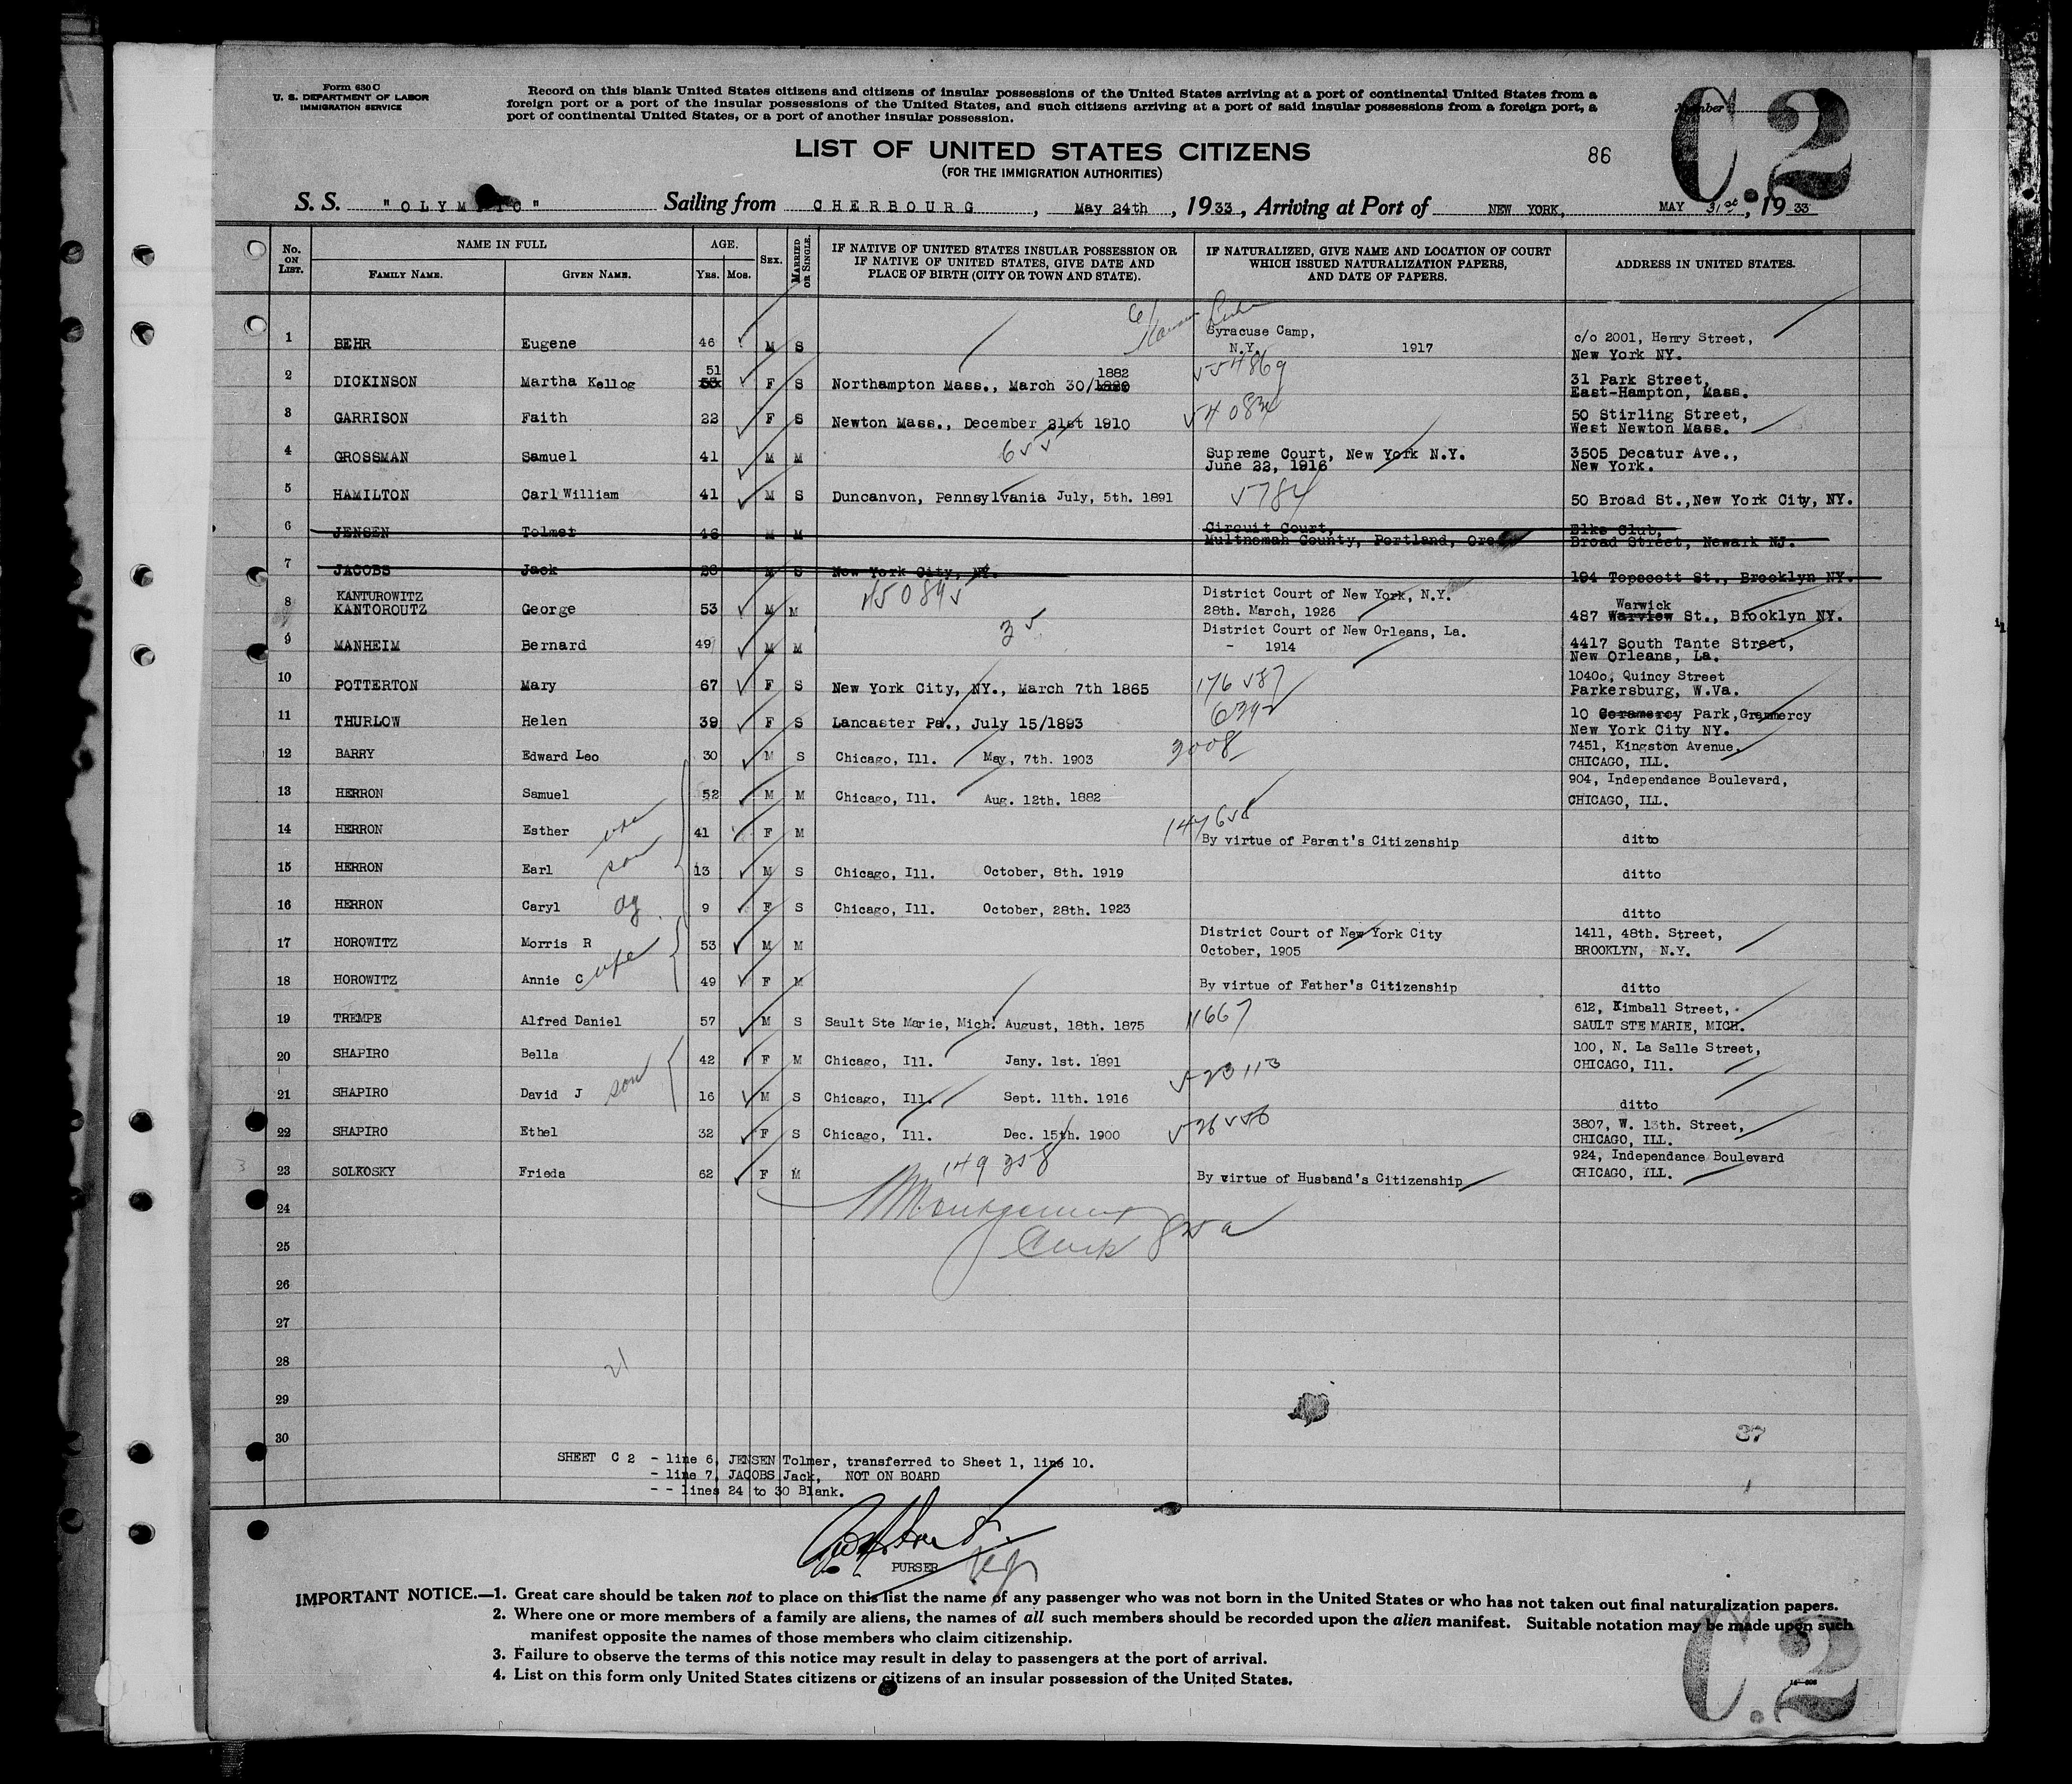 Form 630 C
U. S. DEPARTMENT OF LABOR
IMMIGRATION SERVICE
Record on this blank United States citizens and citizens of insular possessions of the United States arriving at a port of continental United States from a
foreign port or a port of the insular possessions of the United States, and such citizens arriving at a port of said insular possessions from a foreign port, a
port of continental United States, or a port of another insular possession.
Number
C.2
LIST OF UNITED STATES CITIZENS
86
(FOR THE IMMIGRATION AUTHORITIES)
S. S. "OLYMPIC" Sailing from CHERBOURG, May 24th, 1933, Arriving at Port of NEW YORK, MAY 31st, 1933
No. ON LIST. NAME IN FULL AGE. SEX. MARRIED OR SINGLE. IF NATIVE OF UNITED STATES INSULAR POSSESSION OR IF NATIVE OF UNITED STATES, GIVE DATE AND PLACE OF BIRTH (CITY OR TOWN AND STATE). IF NATURALIZED, GIVE NAME AND LOCATION OF COURT WHICH ISSUED NATURALIZATION PAPERS, AND DATE OF PAPERS. ADDRESS IN UNITED STATES.
FAMILY NAME. GIVEN NAME. Yrs. Mos.
1 BEHR Eugene 46 M S Syracuse Camp, N.Y. 1917 c/o 2001, Henry Street,
New York NY.
2 DICKINSON Martha Kellog 51 53x F S Northampton Mass., March 30/1882 1880 31 Park Street,
East-Hampton, Mass.
3 GARRISON Faith 22 F S Newton Mass., December 21st 1910 50 Stirling Street,
West Newton Mass.
4 GROSSMAN Samuel 41 M M Supreme Court, New York N.Y. 3505 Decatur Ave.,
June 22, 1916 New York.
5 HAMILTON Carl William 41 M S Duncanvon, Pennsylvania July, 5th. 1891 50 Broad St., New York City, NY.
6 JENSEN Tolmer 46 M M Circuit Court, Elks Club,
Multnomah County, Portland, Ore Broad Street, Newark NJ.
7 JACOBS Jack 26 M S New York City, NY. 194 Topscott St., Brooklyn NY.
KANTUROWITZ
8 KANTOROUTZ George 53 M M District Court of New York, N.Y. Warwick
28th. March, 1926 487 Warview St., Brooklyn NY.
9 MANHEIM Bernard 49 M M District Court of New Orleans, La. 4417 South Tante Street,
- 1914 New Orleans, La.
10 POTTERTON Mary 67 F S New York City, NY., March 7th 1865 1040o, Quincy Street
Parkersburg, W.Va.
11 THURLOW Helen 39 F S Lancaster Pa., July 15/1893 6392 10 Geramercy Park, Grammercy
New York City NY.
12 BARRY Edward Leo 30 M S Chicago, Ill. May, 7th. 1903 3008 7451, Kingston Avenue,
CHICAGO, ILL.
13 HERRON Samuel 52 M M Chicago, Ill. Aug. 12th. 1882 904, Independance Boulevard,
CHICAGO, ILL.
14 HERRON Esther wife 41 F M By virtue of Parent's Citizenship ditto
15 HERRON Earl son 13 M S Chicago, Ill. October, 8th. 1919 ditto
16 HERRON Caryl dg 9 F S Chicago, Ill. October, 28th. 1923 ditto
17 HOROWITZ Morris R 53 M M District Court of New York City 1411, 48th. Street,
October, 1905 BROOKLYN, N.Y.
18 HOROWITZ Annie C wife 49 F M By virtue of Father's Citizenship ditto
19 TREMPE Alfred Daniel 57 M S Sault Ste Marie, Mich. August, 18th. 1875 11667 612, Kimball Street,
SAULT STE MARIE, MICH.
20 SHAPIRO Bella 42 F M Chicago, Ill. Jany. 1st. 1891 100, N. La Salle Street,
CHICAGO, Ill.
21 SHAPIRO David J son 16 M S Chicago, Ill. Sept. 11th. 1916 ditto
22 SHAPIRO Ethel 32 F S Chicago, Ill. Dec. 15th. 1900 3807, W. 13th. Street,
CHICAGO, ILL.
23 SOLKOSKY Frieda 62 F M By virtue of Husband's Citizenship 924, Independance Boulevard
CHICAGO, ILL.
24
Montgomery
25
Clerk
26
27
28
21
29
30
37
SHEET C 2 - line 6, JENSEN Tolmer, transferred to Sheet 1, line 10.
- line 7, JACOBS Jack, NOT ON BOARD
- - lines 24 to 30 Blank.
PURSER
IMPORTANT NOTICE.—1. Great care should be taken not to place on this list the name of any passenger who was not born in the United States or who has not taken out final naturalization papers.
2. Where one or more members of a family are aliens, the names of all such members should be recorded upon the alien manifest. Suitable notation may be made upon such
manifest opposite the names of those members who claim citizenship.
3. Failure to observe the terms of this notice may result in delay to passengers at the port of arrival.
4. List on this form only United States citizens or citizens of an insular possession of the United States.
C.2